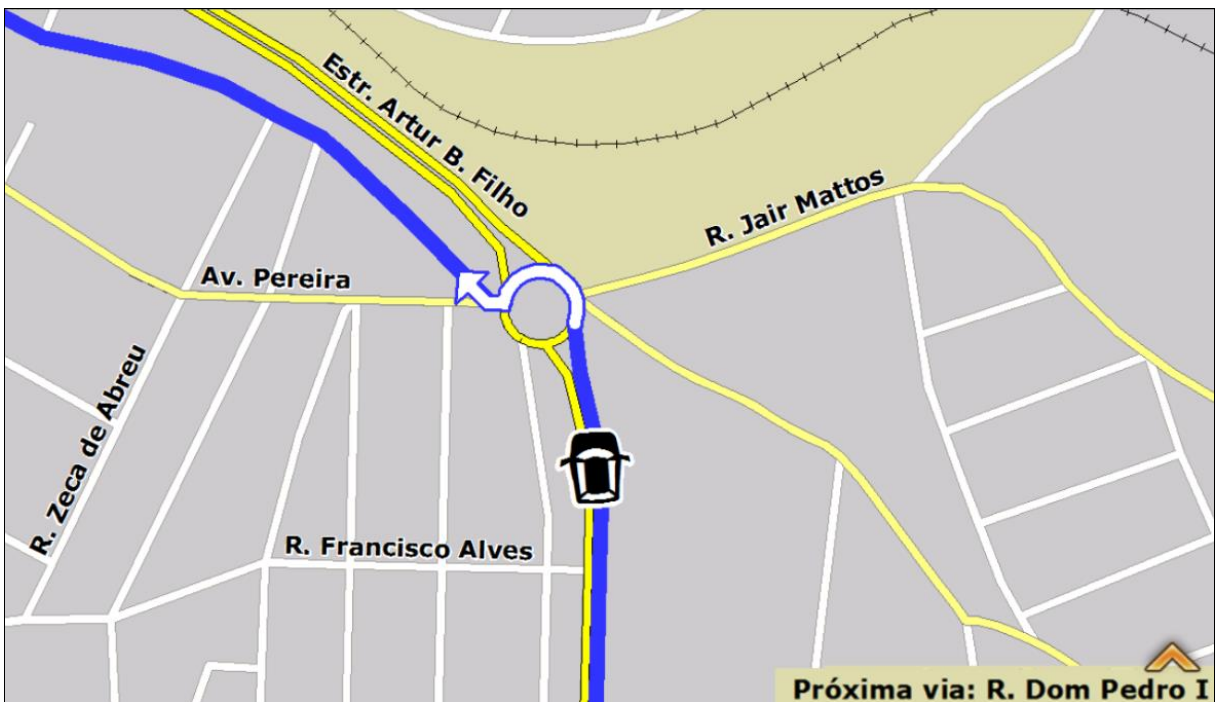 Estr. Artur B. Filho
R. Jair Mattos
Av. Pereira
R. Zeca de Abreu
R. Francisco Alves
Próxima via: R. Dom Pedro I